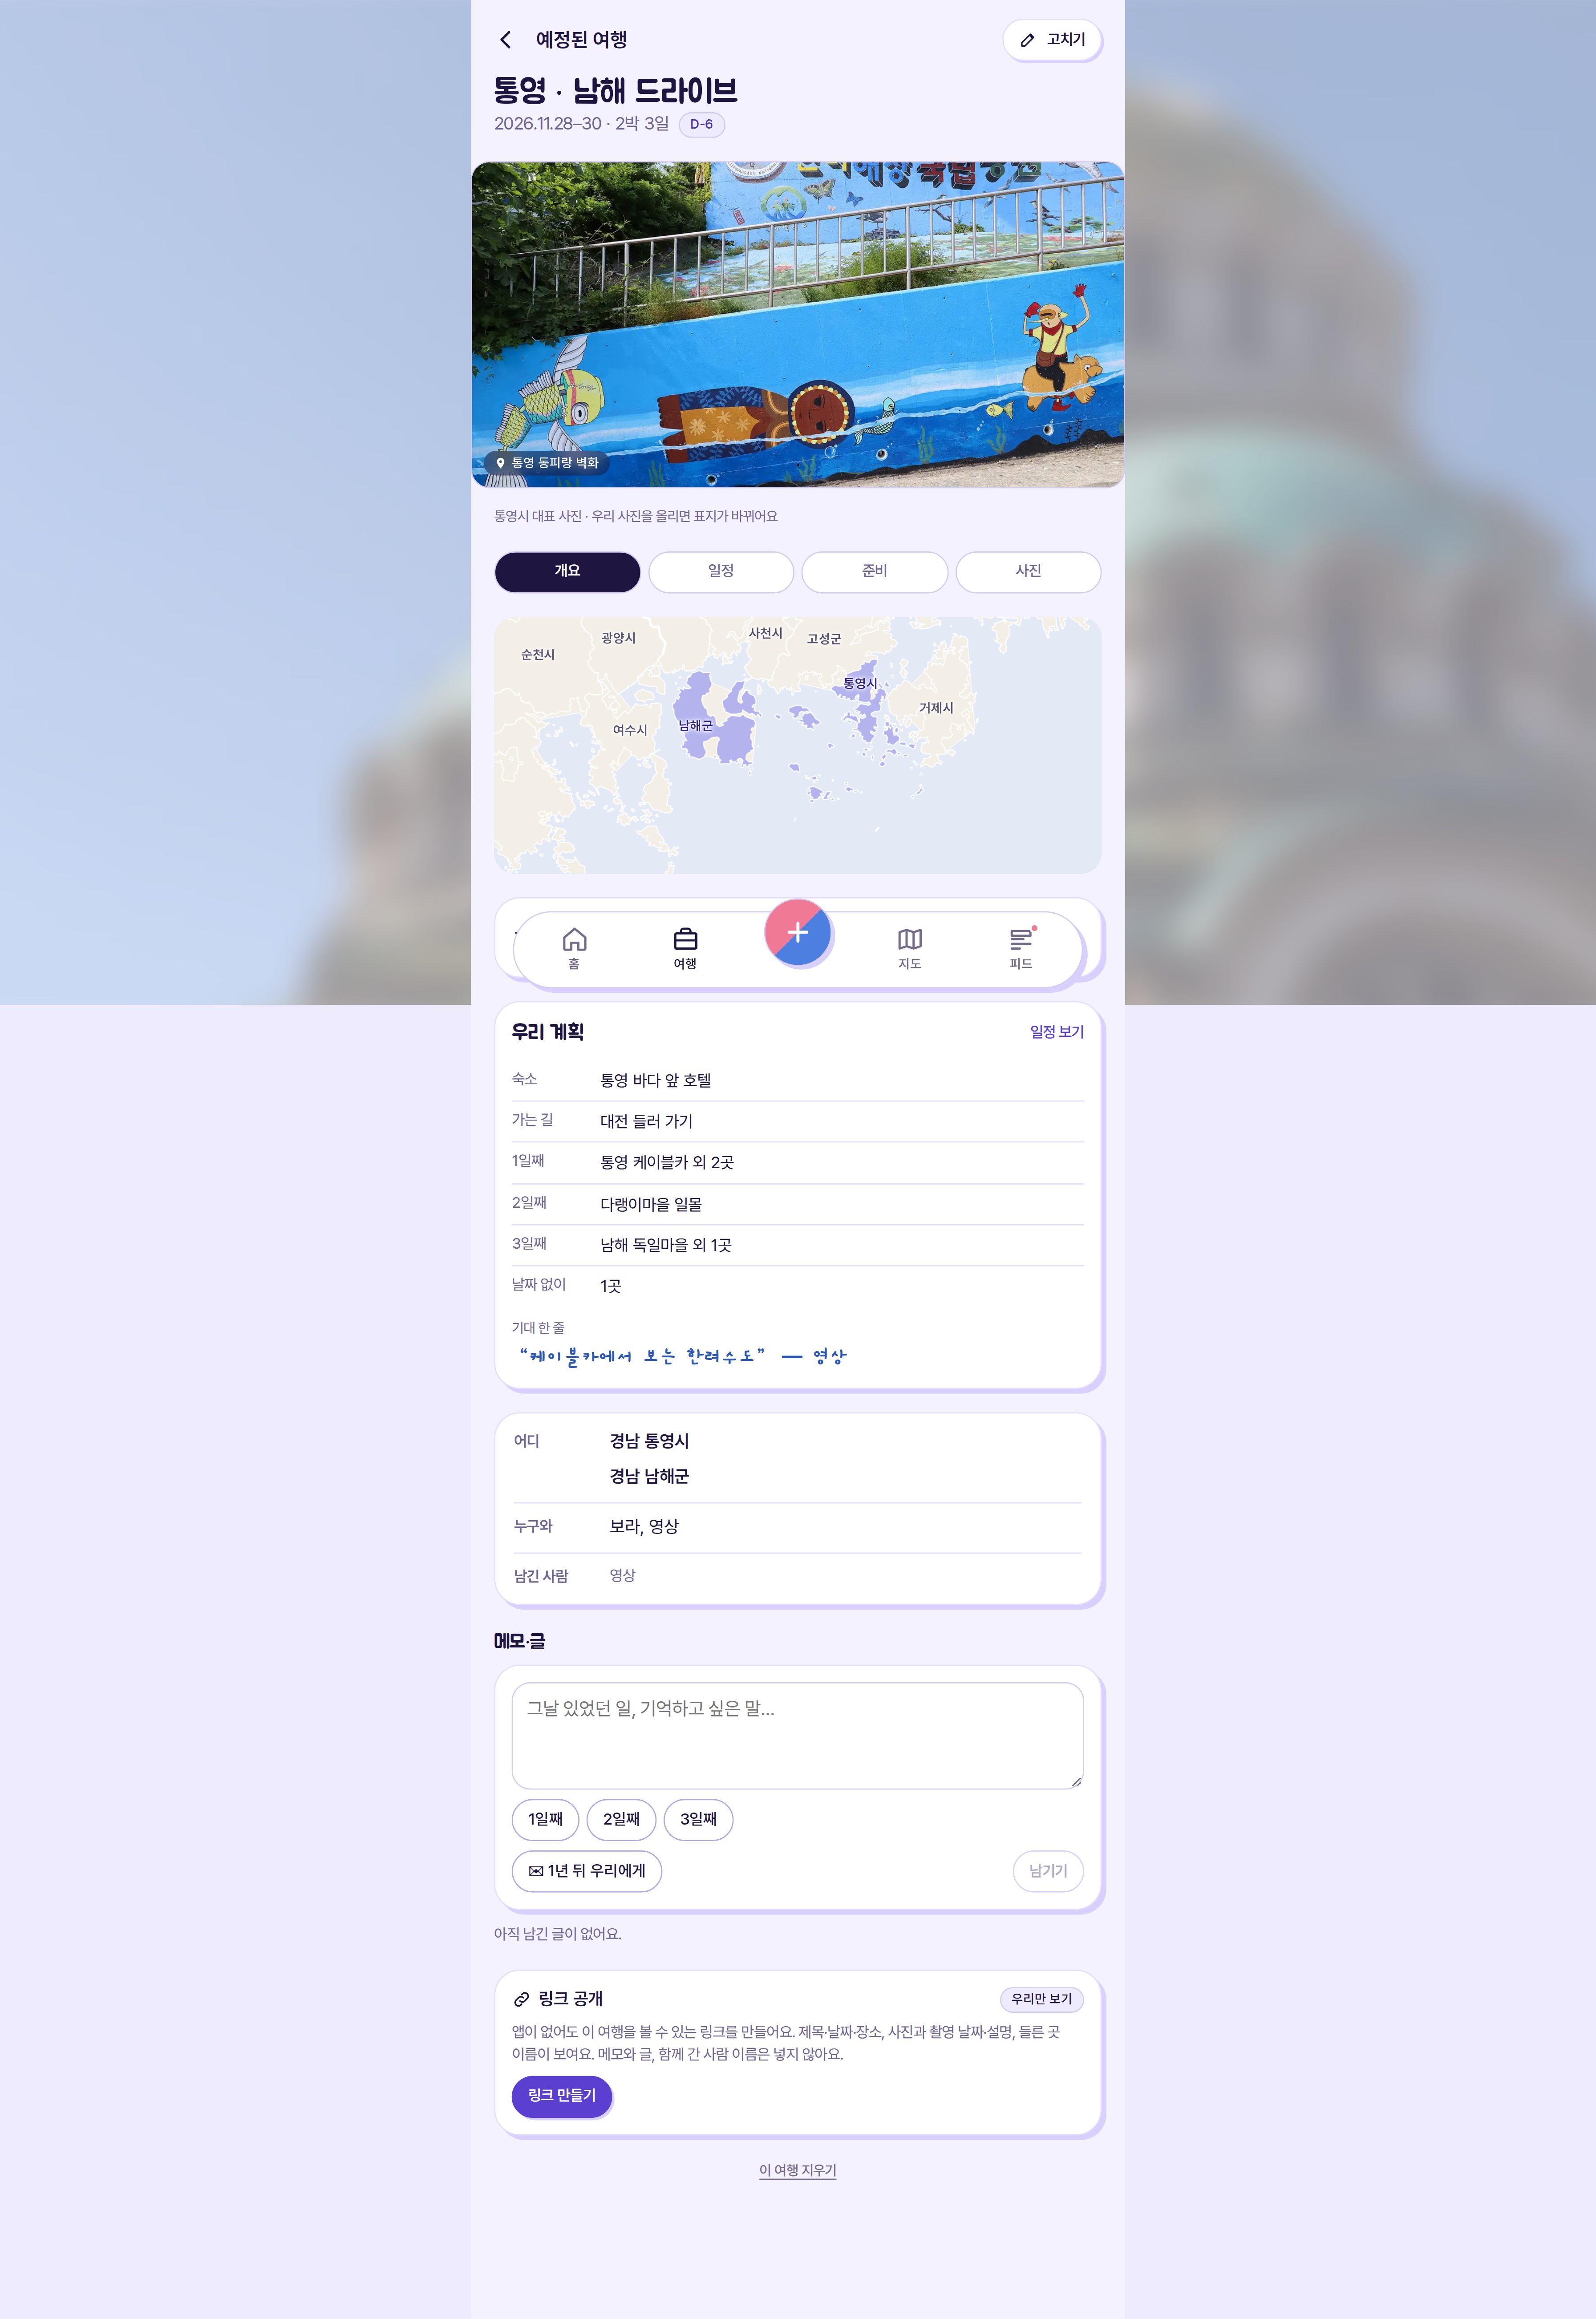 예정된 여행
고치기
통영 · 남해 드라이브
2026.11.28–30 · 2박 3일 D-6
통영 동피랑 벽화
통영시 대표 사진 · 우리 사진을 올리면 표지가 바뀌어요
개요 일정 준비 사진
사천시
광양시
고성군
순천시
통영시
거제시
남해군
여수시
홈 여행 지도 피드
우리 계획 일정 보기
숙소 통영 바다 앞 호텔
가는 길 대전 들러 가기
1일째 통영 케이블카 외 2곳
2일째 다랭이마을 일몰
3일째 남해 독일마을 외 1곳
날짜 없이 1곳
기대 한 줄
“케이블카에서 보는 한려수도” — 영상
어디 경남 통영시
경남 남해군
누구와 보라, 영상
남긴 사람 영상
메모·글
그날 있었던 일, 기억하고 싶은 말...
1일째 2일째 3일째
✉ 1년 뒤 우리에게 남기기
아직 남긴 글이 없어요.
링크 공개 우리만 보기
앱이 없어도 이 여행을 볼 수 있는 링크를 만들어요. 제목·날짜·장소, 사진과 촬영 날짜·설명, 들른 곳
이름이 보여요. 메모와 글, 함께 간 사람 이름은 넣지 않아요.
링크 만들기
이 여행 지우기